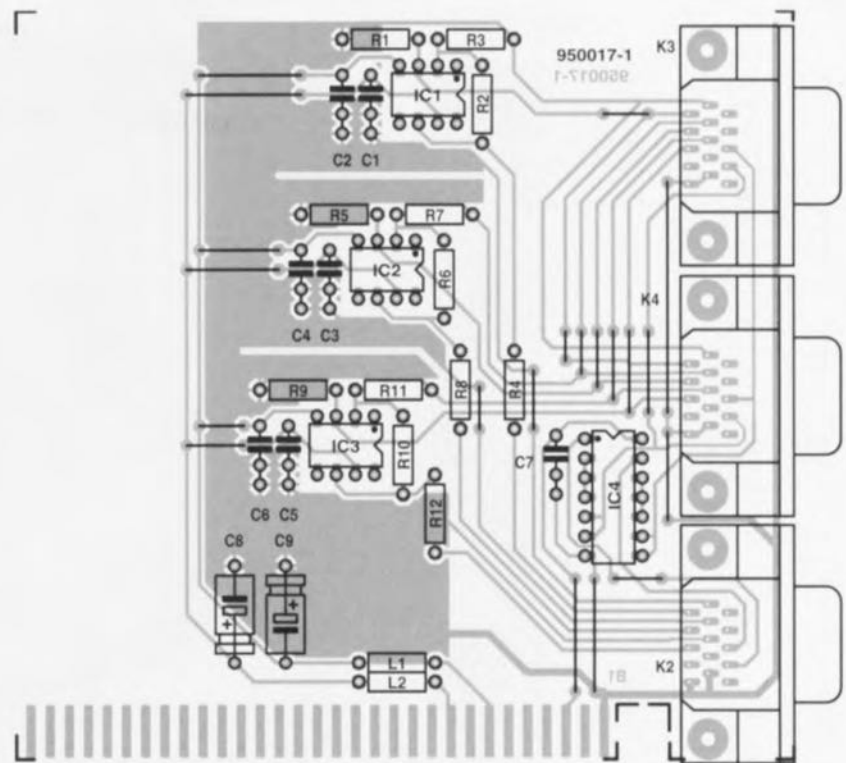 R1
R3
950017-1
950017-1
K3
IC1
R2
C2
C1
R5
R7
IC2
R6
K4
C4
C3
R9
R11
R8
R4
IC3
R10
C7
IC4
C6
C5
R12
C8
C9
+
+
L1
L2
K2
B1